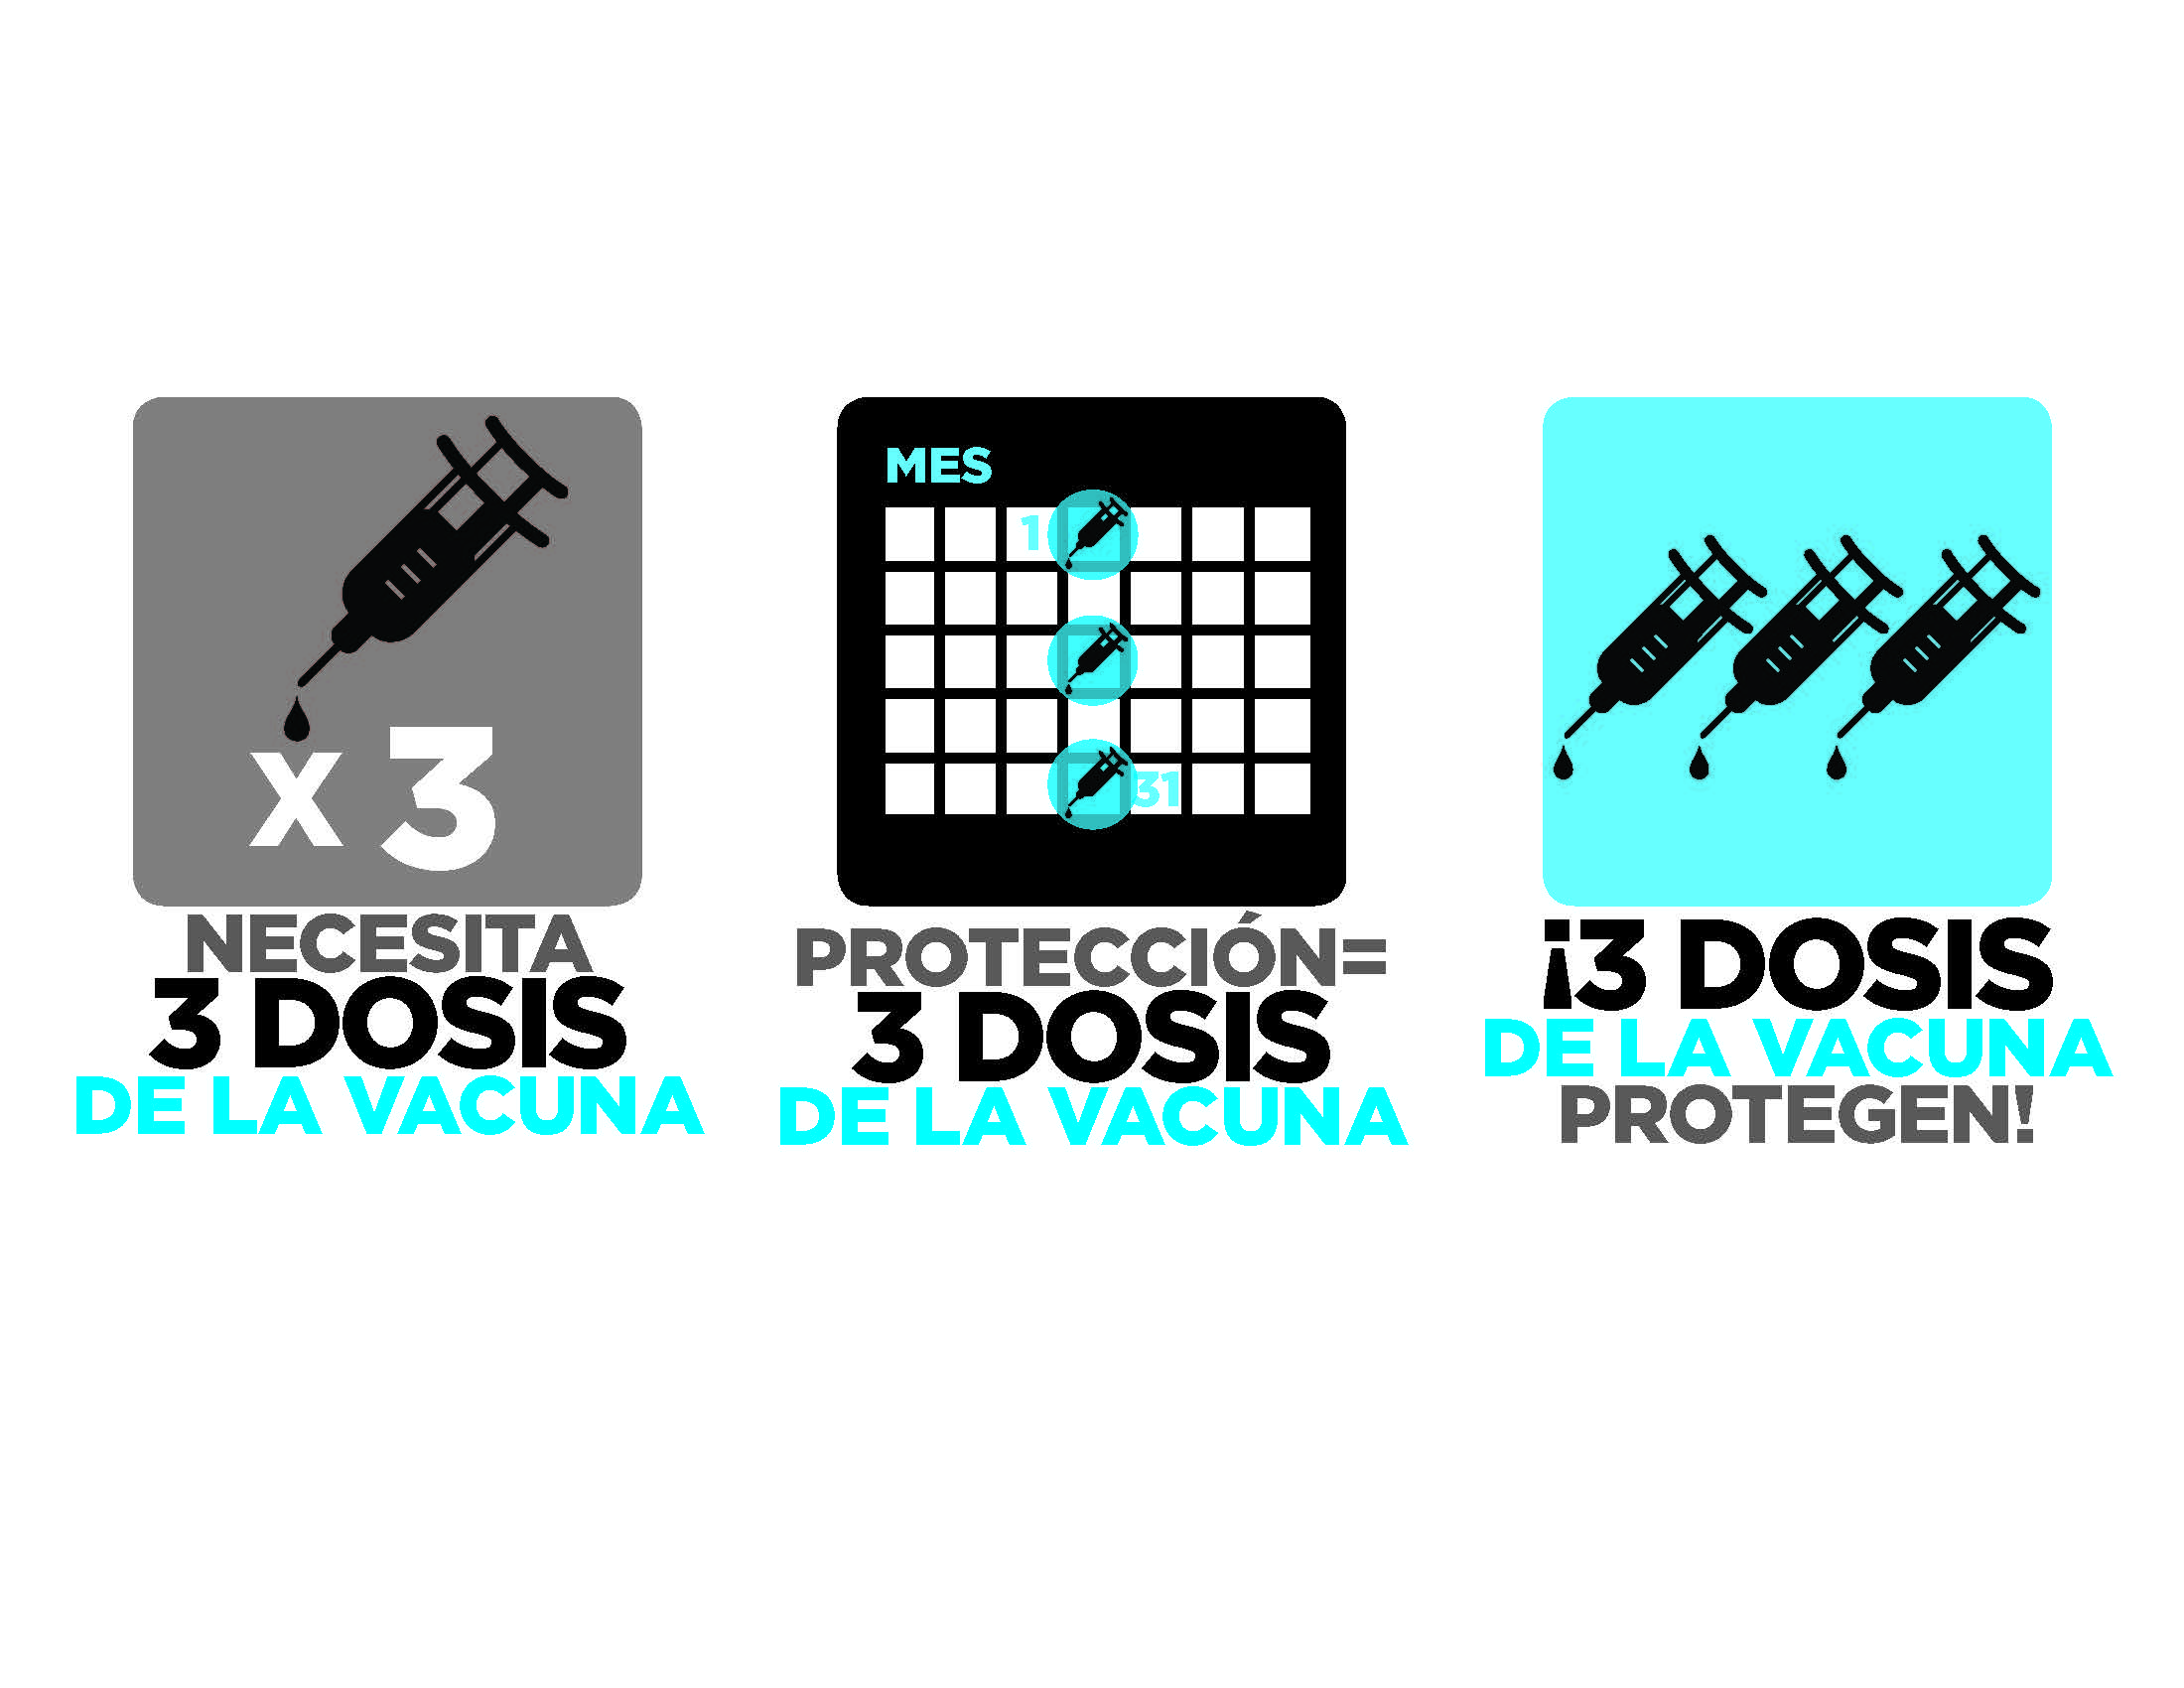 x 3
NECESITA
3 DOSIS
DE LA VACUNA
MES
1
31
PROTECCIÓN=
3 DOSIS
DE LA VACUNA
¡3 DOSIS
DE LA VACUNA
PROTEGEN!